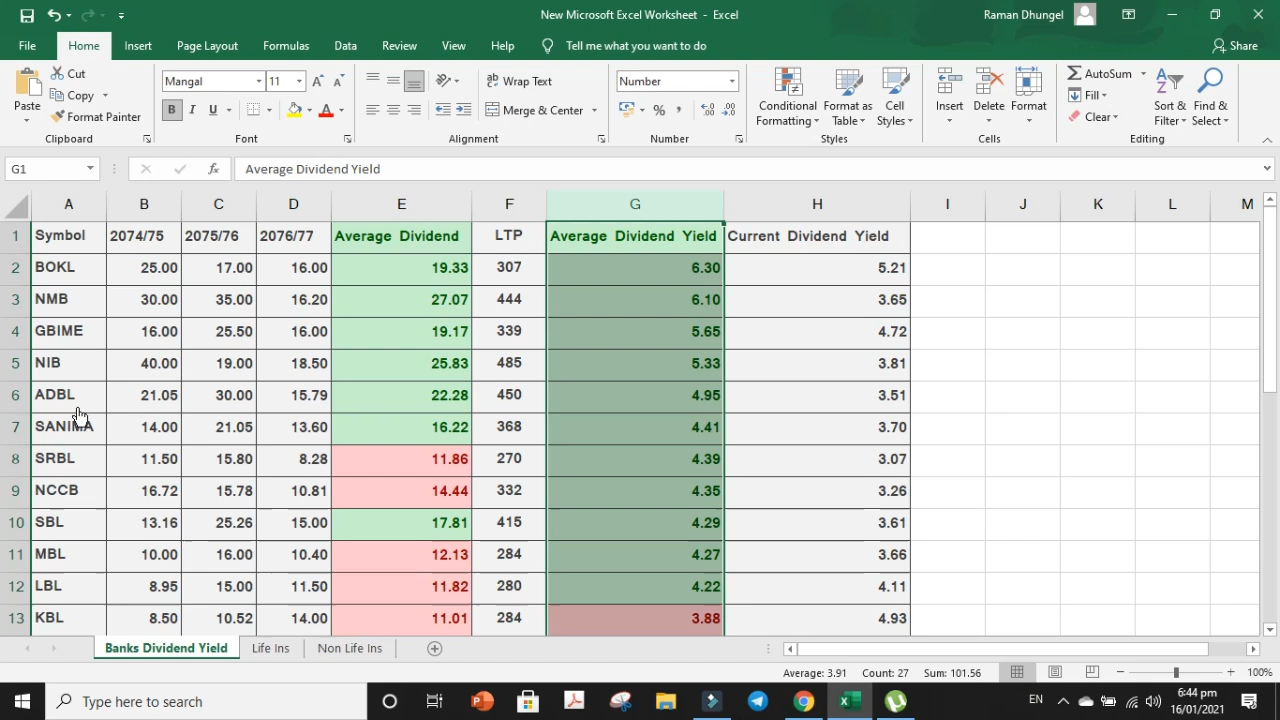 New Microsoft Excel Worksheet - Excel
Raman Dhungel
File Home Insert Page Layout Formulas Data Review View Help Tell me what you want to do Share
Paste
Cut
Copy
Format Painter
Clipboard
Mangal 11
B I U
Font
Wrap Text
Merge & Center
Alignment
Number
Number
Conditional Formatting
Format as Table
Cell Styles
Styles
Insert Delete Format
Cells
AutoSum
Fill
Clear
Sort & Filter
Find & Select
Editing
G1 fx Average Dividend Yield
A B C D E F G H I J K L M
1 Symbol 2074/75 2075/76 2076/77 Average Dividend LTP Average Dividend Yield Current Dividend Yield
2 BOKL 25.00 17.00 16.00 19.33 307 6.30 5.21
3 NMB 30.00 35.00 16.20 27.07 444 6.10 3.65
4 GBIME 16.00 25.50 16.00 19.17 339 5.65 4.72
5 NIB 40.00 19.00 18.50 25.83 485 5.33 3.81
6 ADBL 21.05 30.00 15.79 22.28 450 4.95 3.51
7 SANIMA 14.00 21.05 13.60 16.22 368 4.41 3.70
8 SRBL 11.50 15.80 8.28 11.86 270 4.39 3.07
9 NCCB 16.72 15.78 10.81 14.44 332 4.35 3.26
10 SBL 13.16 25.26 15.00 17.81 415 4.29 3.61
11 MBL 10.00 16.00 10.40 12.13 284 4.27 3.66
12 LBL 8.95 15.00 11.50 11.82 280 4.22 4.11
13 KBL 8.50 10.52 14.00 11.01 284 3.88 4.93
Banks Dividend Yield Life Ins Non Life Ins
Average: 3.91 Count: 27 Sum: 101.56 100%
Type here to search
EN
6:44 pm
16/01/2021